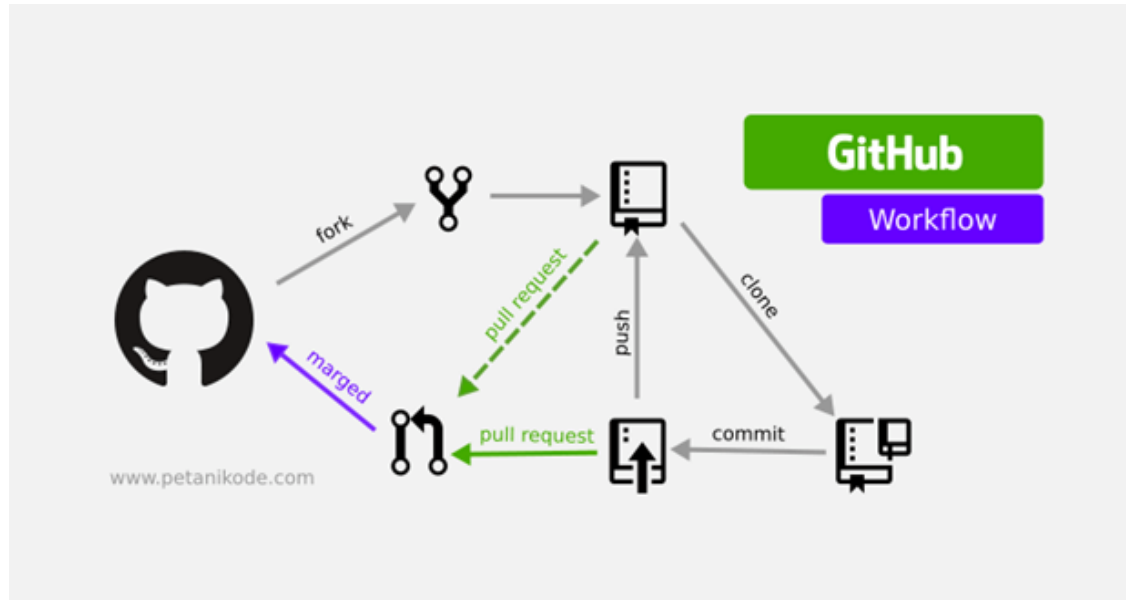 GitHub
Workflow
fork
clone
pull request
push
marged
pull request
commit
www.petanikode.com